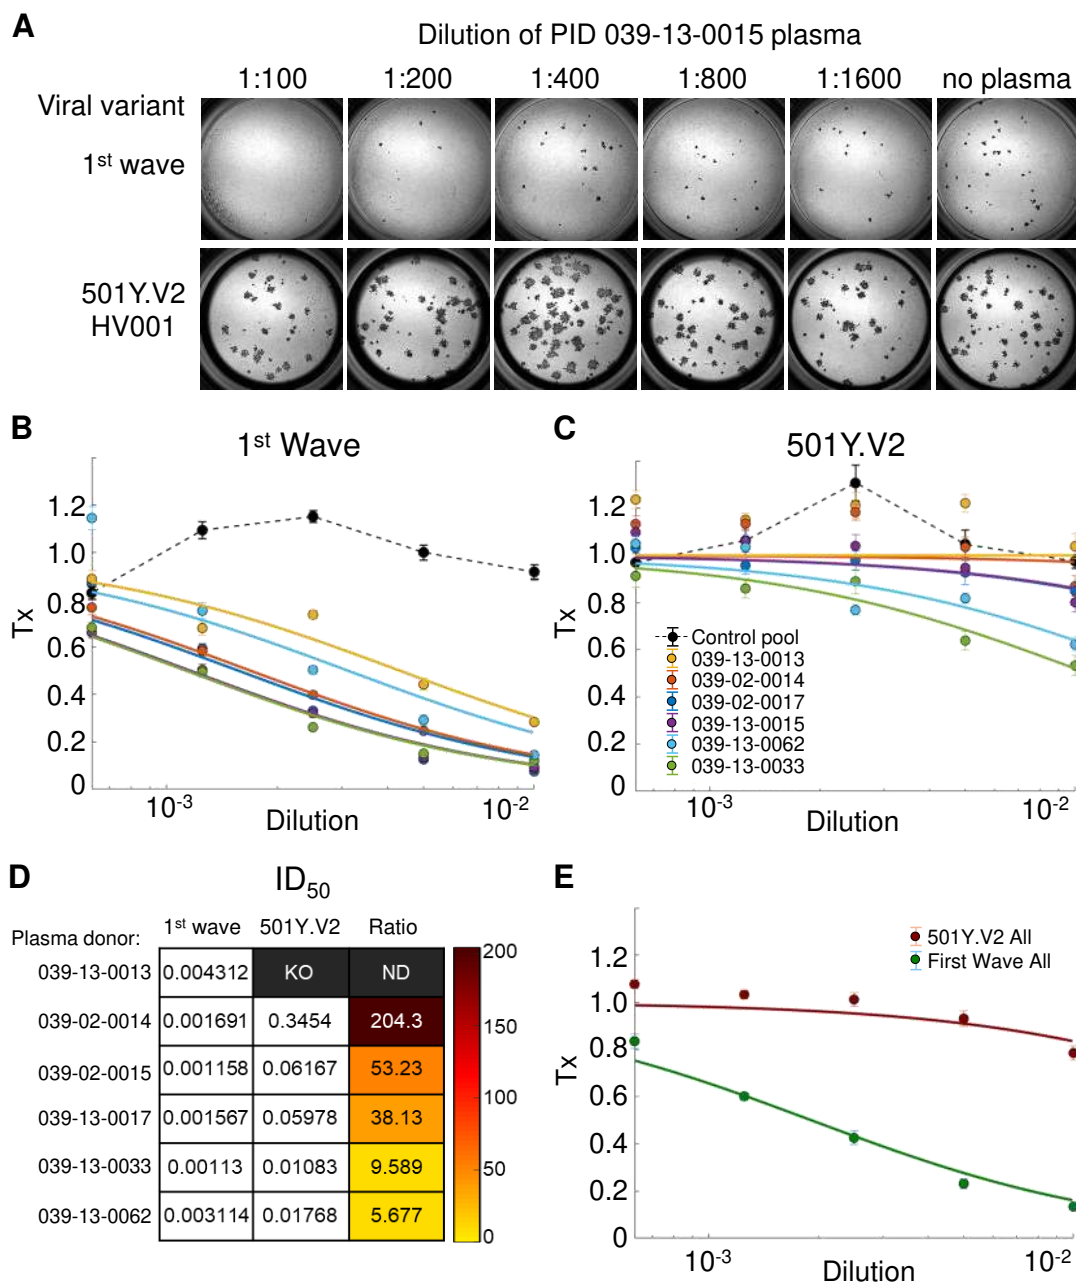 A
Dilution of PID 039-13-0015 plasma
1:100 1:200 1:400 1:800 1:1600 no plasma
Viral variant
1st wave
501Y.V2
HV001
B
1st Wave
Tx
1.2
1.0
0.8
0.6
0.4
0.2
0
10-3 10-2
Dilution
C
501Y.V2
Tx
1.2
1.0
0.8
0.6
0.4
0.2
0
Control pool
039-13-0013
039-02-0014
039-02-0017
039-13-0015
039-13-0062
039-13-0033
10-3 10-2
Dilution
D
ID50
Plasma donor: 1st wave 501Y.V2 Ratio
039-13-0013 0.004312 KO ND
039-02-0014 0.001691 0.3454 204.3
039-02-0015 0.001158 0.06167 53.23
039-13-0017 0.001567 0.05978 38.13
039-13-0033 0.00113 0.01083 9.589
039-13-0062 0.003114 0.01768 5.677
200
150
100
50
0
E
501Y.V2 All
First Wave All
Tx
1.2
1.0
0.8
0.6
0.4
0.2
0
10-3 10-2
Dilution